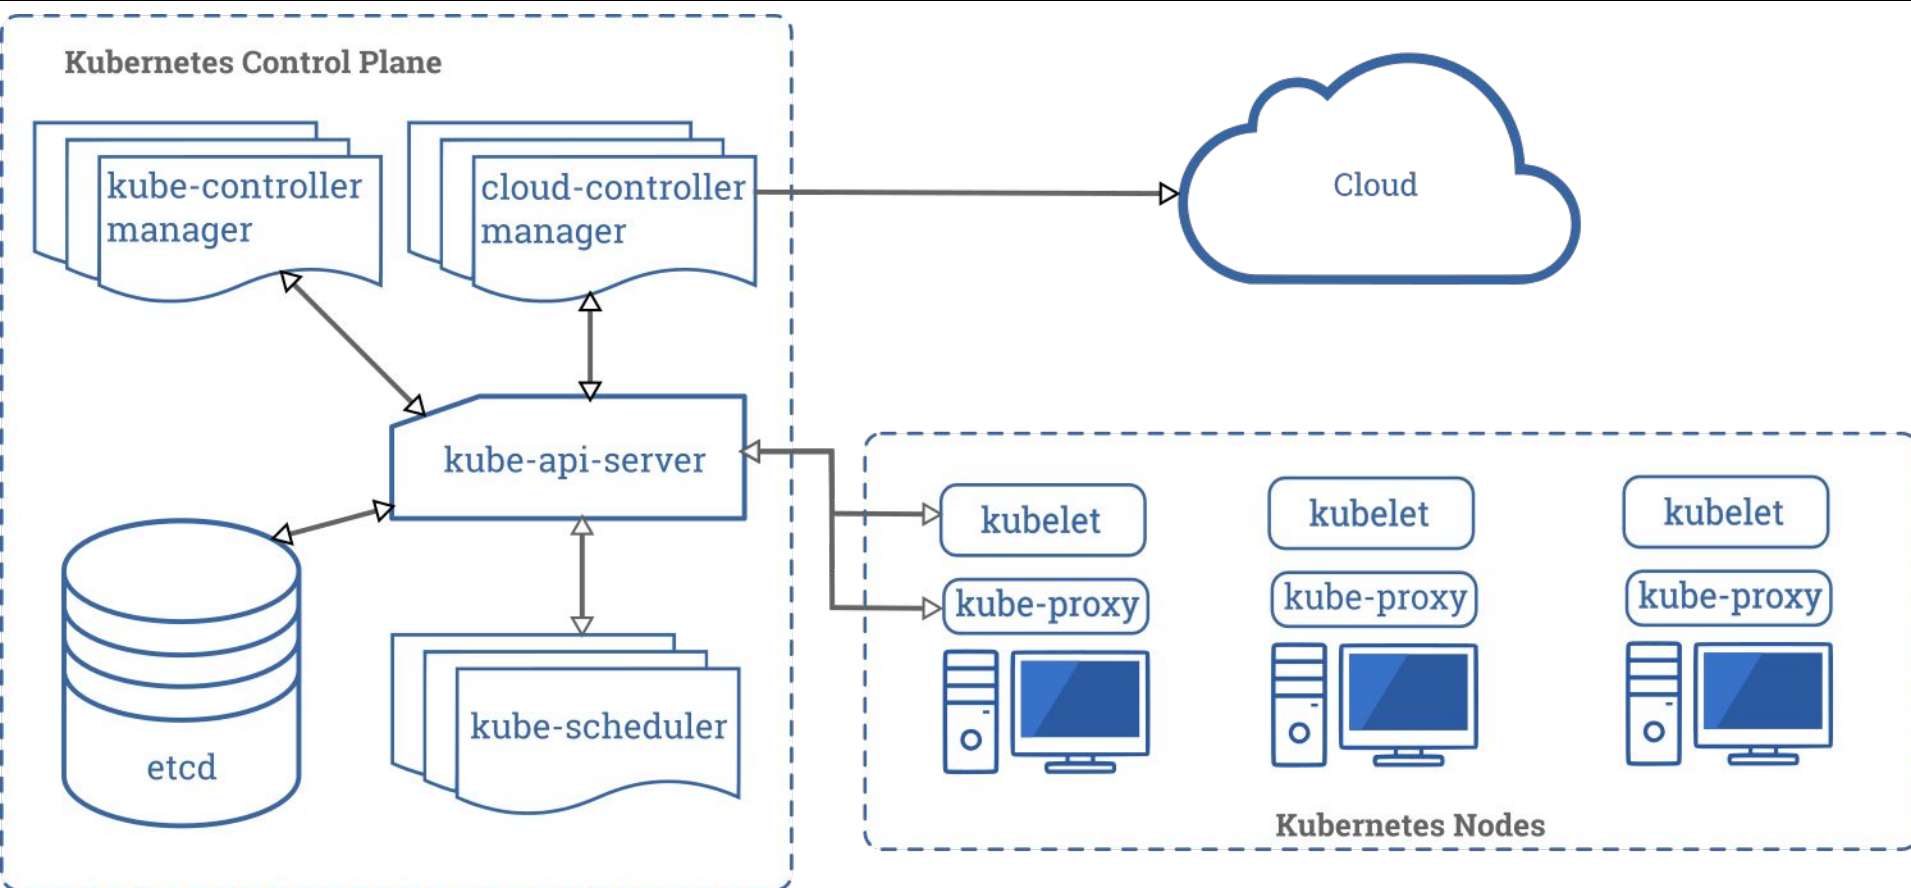 Kubernetes Control Plane
kube-controller
manager
cloud-controller
manager
Cloud
kube-api-server
etcd
kube-scheduler
kubelet
kubelet
kubelet
kube-proxy
kube-proxy
kube-proxy
Kubernetes Nodes